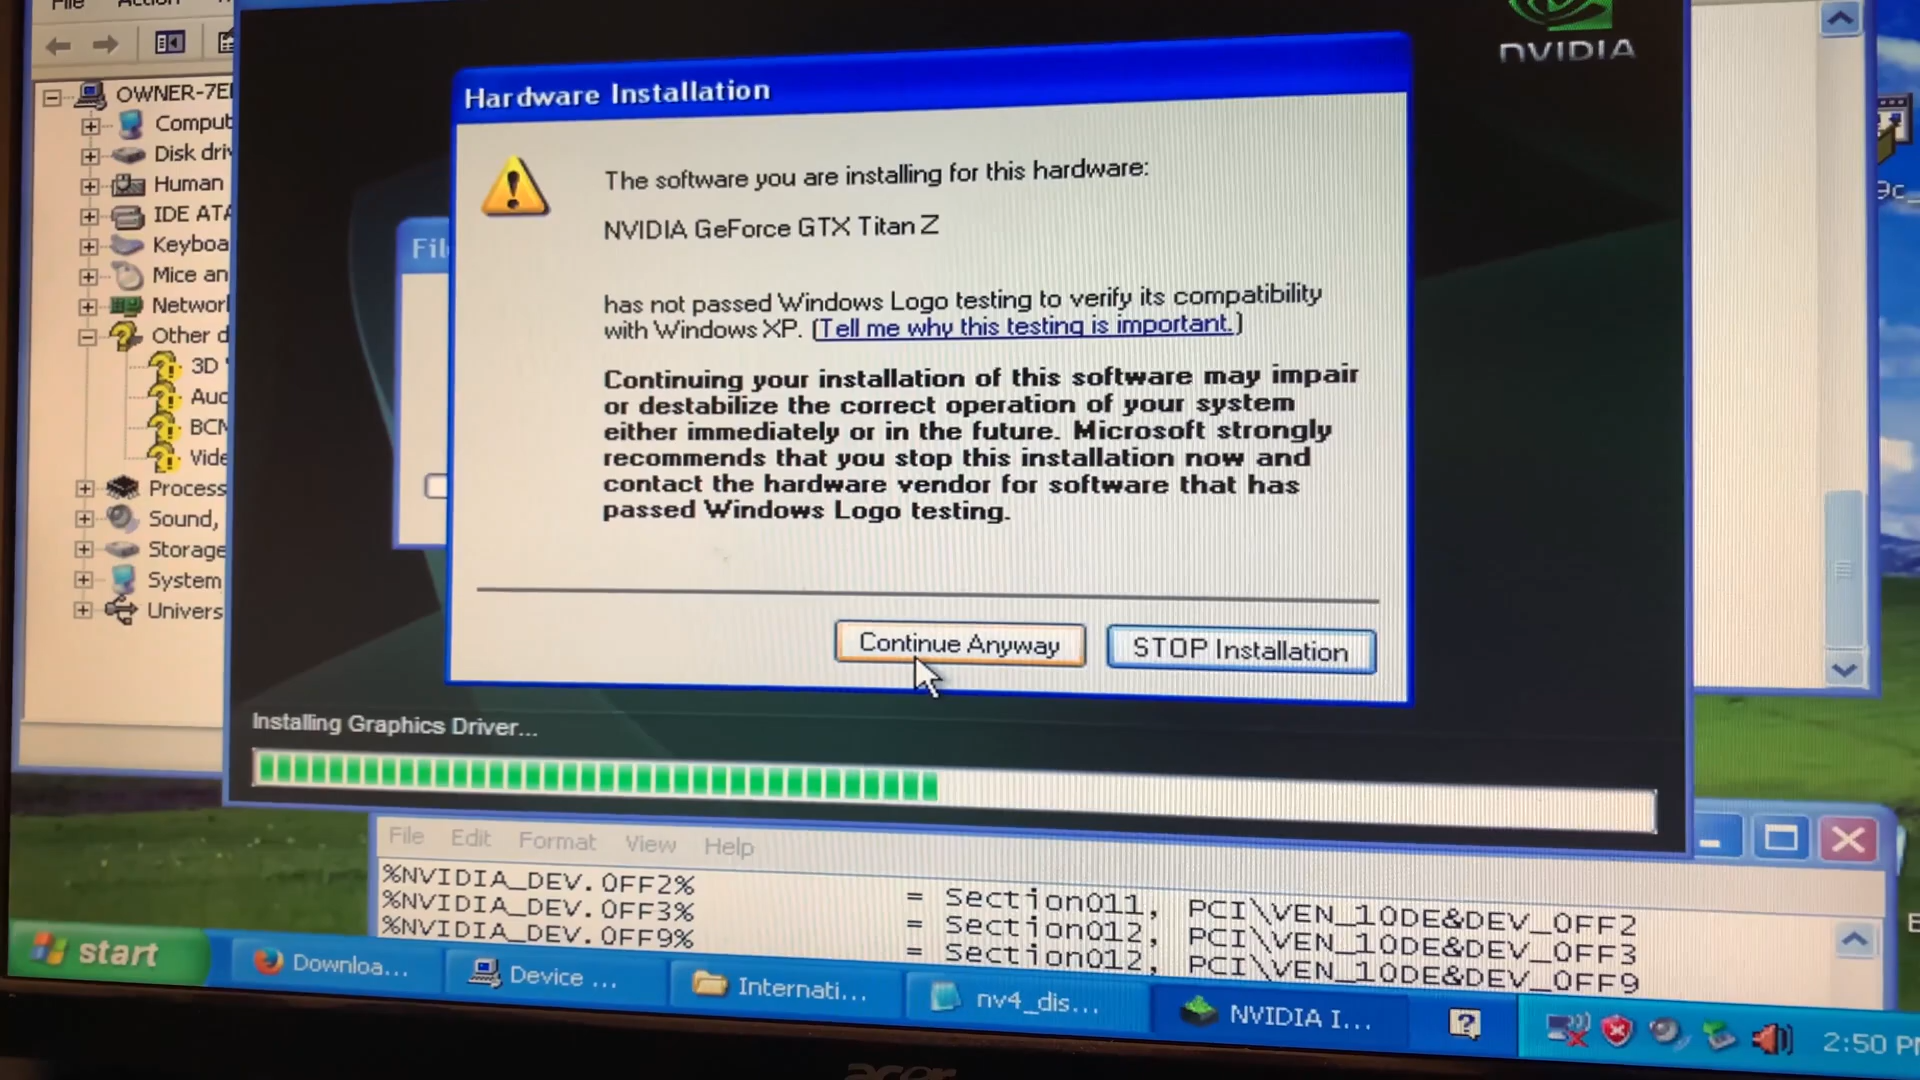 File Action
NVIDIA
Hardware Installation
OWNER-7E
Comput
Disk driv
Human
IDE ATA
Keyboa
Mice an
Network
Other d
3D
Aud
BCM
Vide
Process
Sound,
Storage
System
Univers
Fil
The software you are installing for this hardware:
NVIDIA GeForce GTX Titan Z
has not passed Windows Logo testing to verify its compatibility
with Windows XP. (Tell me why this testing is important.)
Continuing your installation of this software may impair
or destabilize the correct operation of your system
either immediately or in the future. Microsoft strongly
recommends that you stop this installation now and
contact the hardware vendor for software that has
passed Windows Logo testing.
Continue Anyway STOP Installation
9c_
Installing Graphics Driver...
File Edit Format View Help
%NVIDIA_DEV.0FF2% = Section011, PCI\VEN_10DE&DEV_0FF2
%NVIDIA_DEV.0FF3% = Section012, PCI\VEN_10DE&DEV_0FF3
%NVIDIA_DEV.0FF9% = Section012, PCI\VEN_10DE&DEV_0FF9
start Downloa... Device ... Internati... nv4_dis... NVIDIA I... 2:50 PM
acer